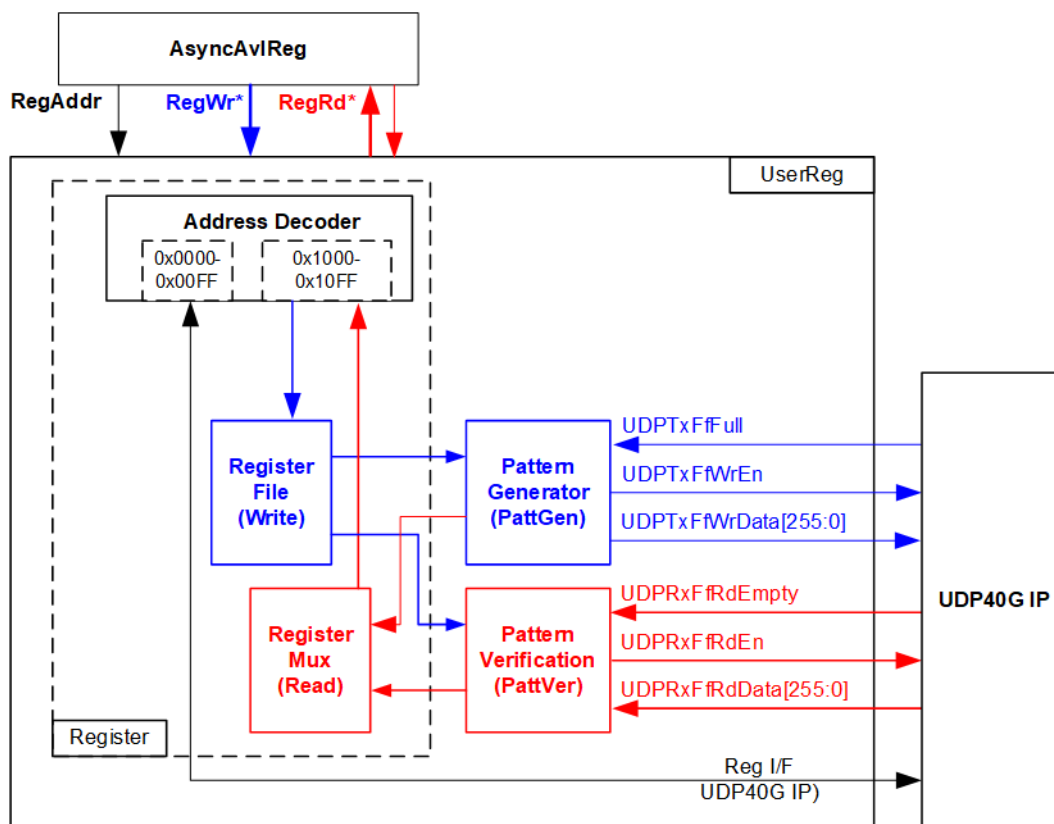 AsyncAvlReg
RegAddr
RegWr*
RegRd*
UserReg
Address Decoder
0x0000-
0x00FF
0x1000-
0x10FF
Register
File
(Write)
Pattern
Generator
(PattGen)
UDPTxFfFull
UDPTxFfWrEn
UDPTxFfWrData[255:0]
Register
Mux
(Read)
Pattern
Verification
(PattVer)
UDPRxFfRdEmpty
UDPRxFfRdEn
UDPRxFfRdData[255:0]
UDP40G IP
Register
Reg I/F
UDP40G IP)